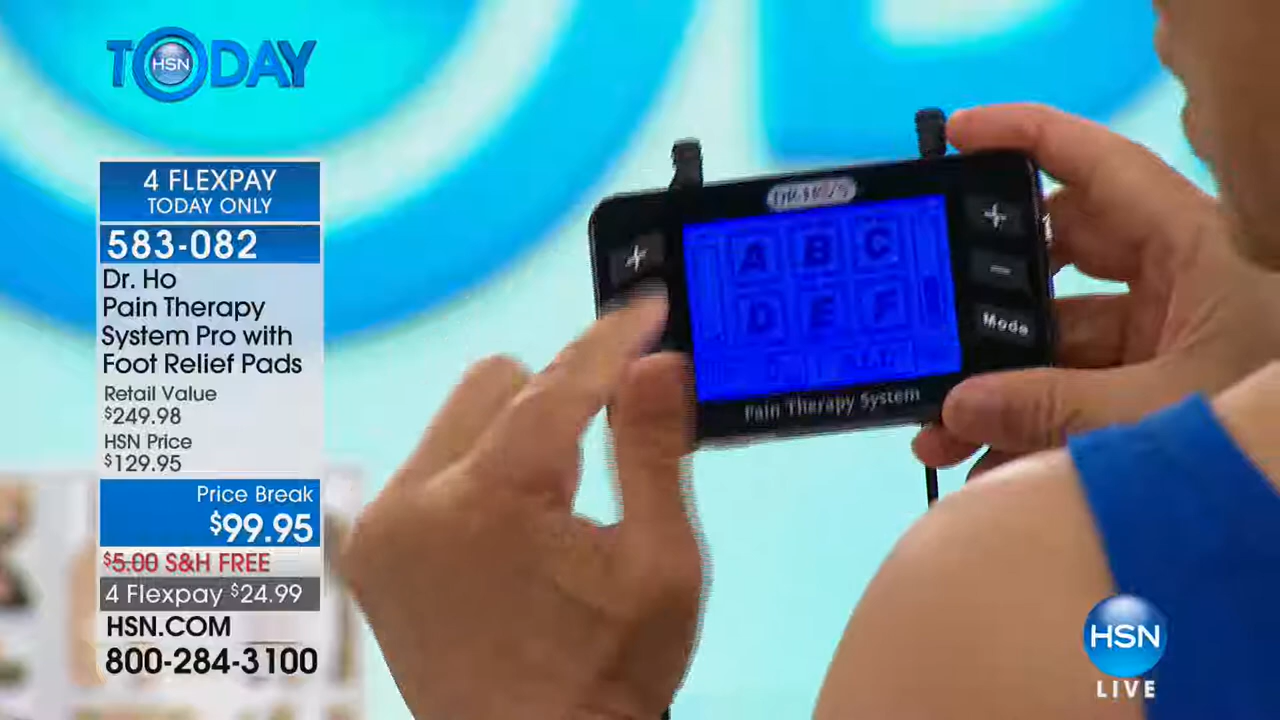 HSN TODAY
4 FLEXPAY
TODAY ONLY
583-082
Dr. Ho
Pain Therapy
System Pro with
Foot Relief Pads
Retail Value
$249.98
HSN Price
$129.95
Price Break
$99.95
$5.00 S&H FREE
4 Flexpay $24.99
HSN.COM
800-284-3100
DR-HO'S
+
A B C
D E F
+
−
Mode
Pain Therapy System
HSN
LIVE